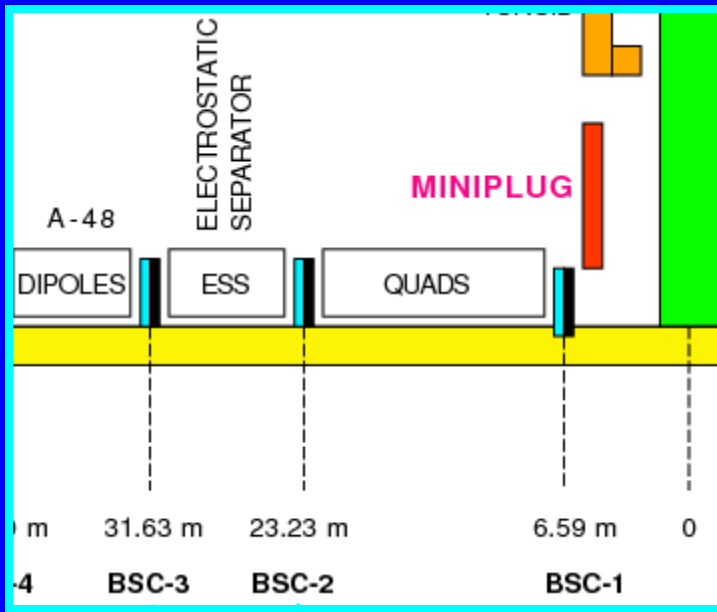 ELECTROSTATIC
SEPARATOR
MINIPLUG
A-48
DIPOLES
ESS
QUADS
m 31.63 m 23.23 m 6.59 m 0
-4 BSC-3 BSC-2 BSC-1